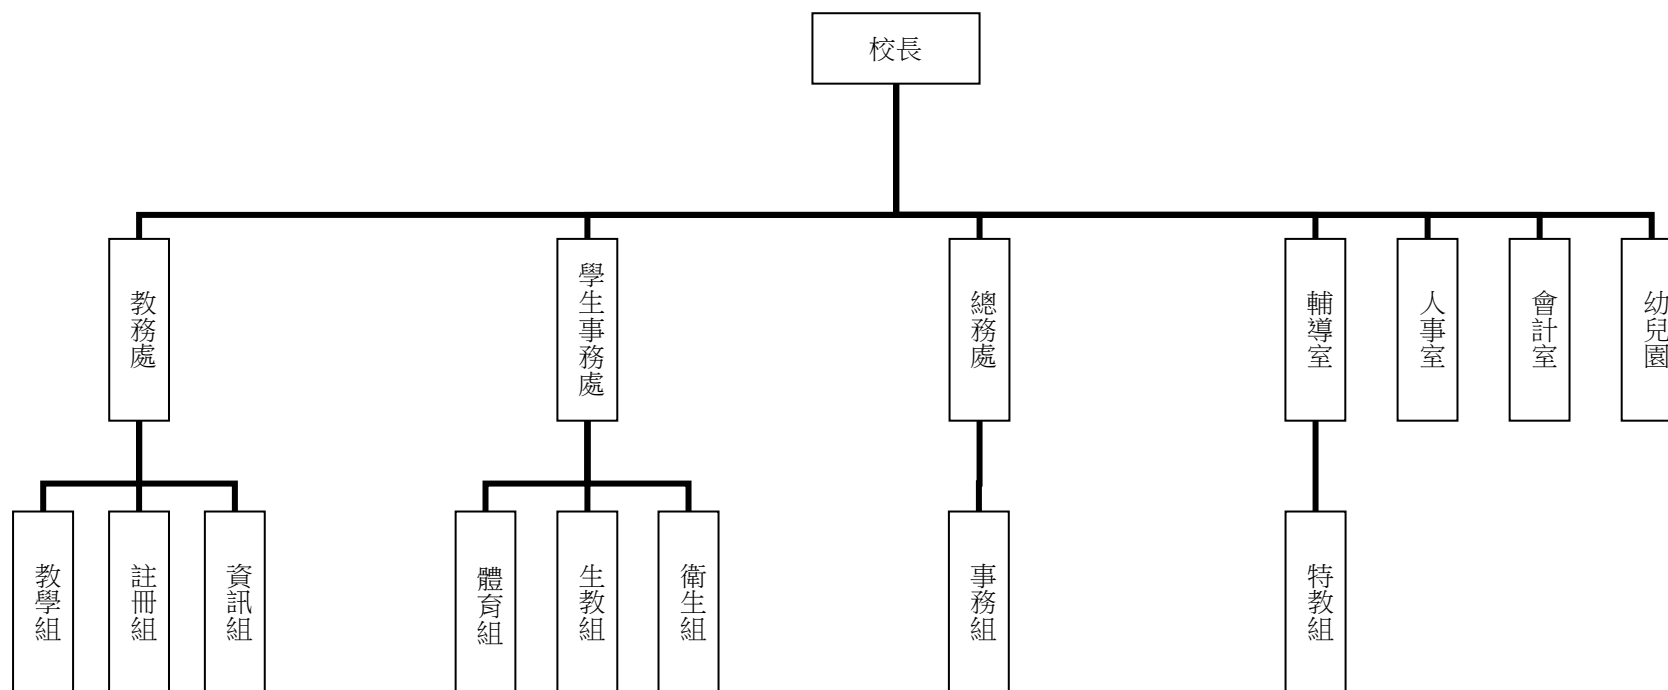 校長
教務處
學生事務處
總務處
輔導室
人事室
會計室
幼兒園
教學組
註冊組
資訊組
體育組
生教組
衛生組
事務組
特教組